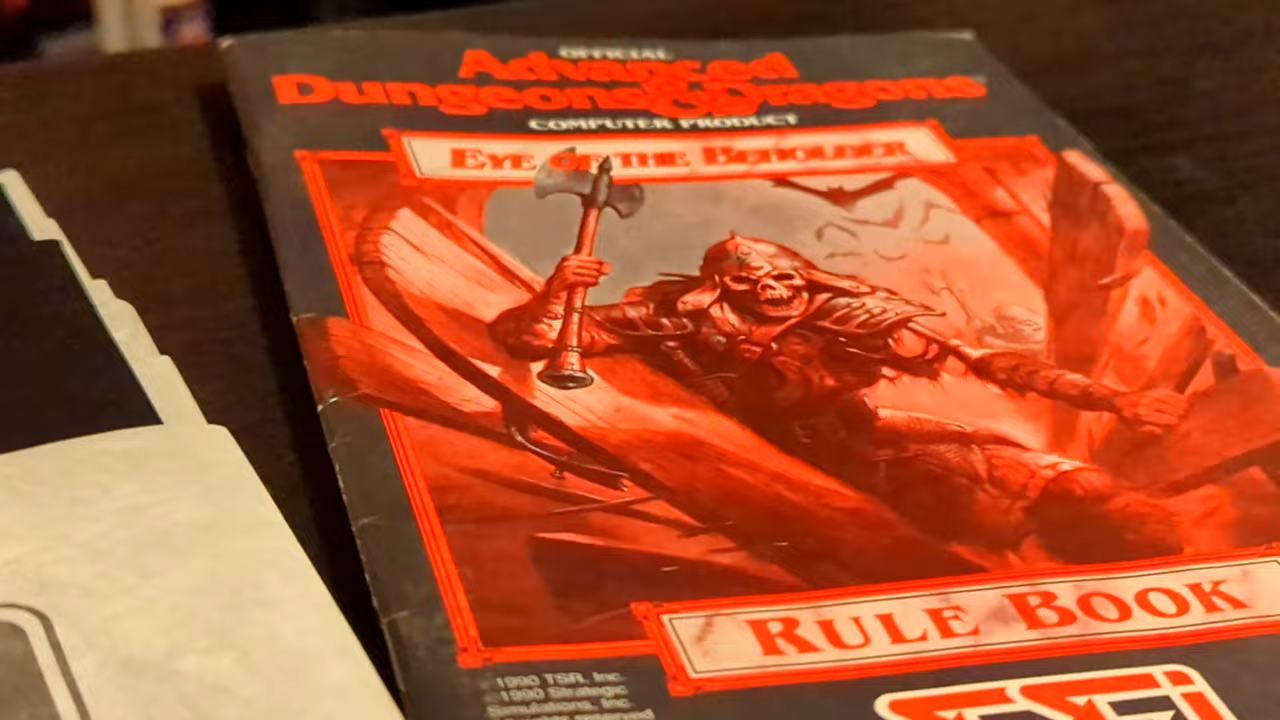 OFFICIAL
Advanced
Dungeons & Dragons
COMPUTER PRODUCT
EYE OF THE BEHOLDER
RULE BOOK
1990 TSR, Inc.
1990 Strategic
Simulations, Inc.
reserved
SSi